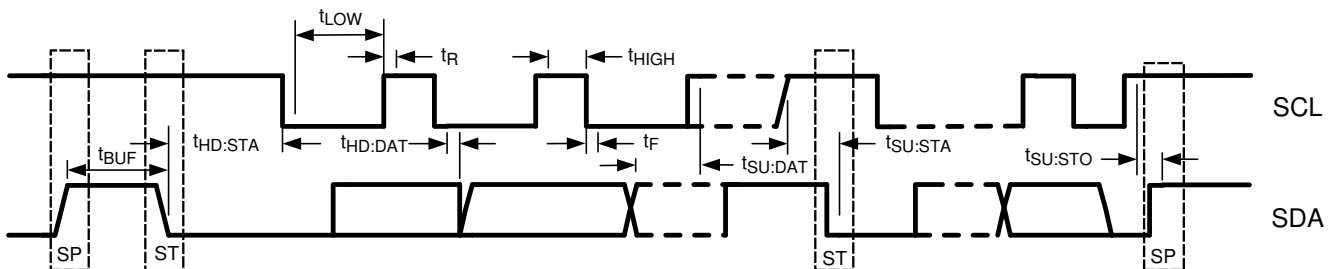 tLOW
tR
tHIGH
SCL
tHD:STA
tHD:DAT
tF
tSU:STA
tBUF
tSU:DAT
tSU:STO
SDA
SP
ST
ST
SP